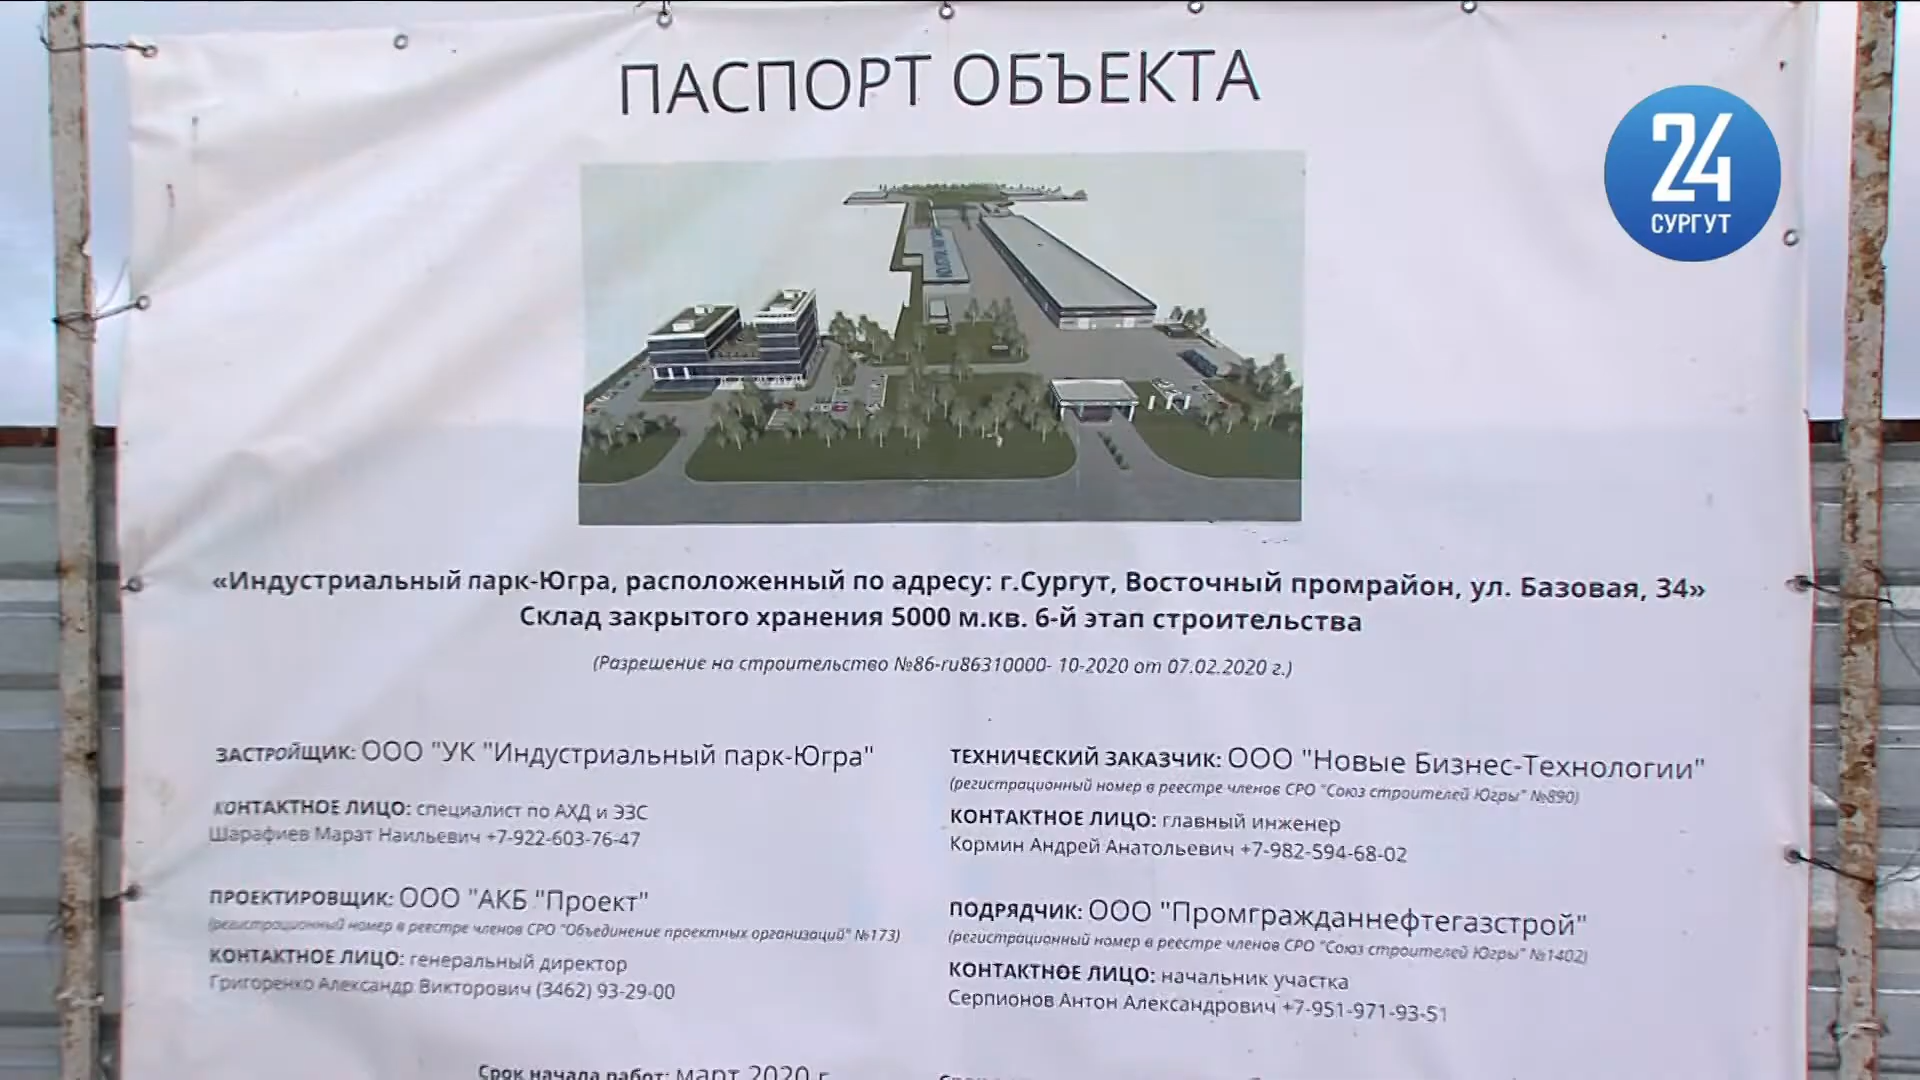 ПАСПОРТ ОБЪЕКТА
24
СУРГУТ
«Индустриальный парк-Югра, расположенный по адресу: г.Сургут, Восточный промрайон, ул. Базовая, 34»
Склад закрытого хранения 5000 м.кв. 6-й этап строительства
(Разрешение на строительство №86-ru86310000- 10-2020 от 07.02.2020 г.)
ЗАСТРОЙЩИК: ООО "УК "Индустриальный парк-Югра"
КОНТАКТНОЕ ЛИЦО: специалист по АХД и ЭЗС
Шарафиев Марат Наильевич +7-922-603-76-47
ПРОЕКТИРОВЩИК: ООО "АКБ "Проект"
(регистрационный номер в реестре членов СРО "Объединение проектных организаций" №173)
КОНТАКТНОЕ ЛИЦО: генеральный директор
Григоренко Александр Викторович (3462) 93-29-00
ТЕХНИЧЕСКИЙ ЗАКАЗЧИК: ООО "Новые Бизнес-Технологии"
(регистрационный номер в реестре членов СРО "Союз строителей Югры" №890)
КОНТАКТНОЕ ЛИЦО: главный инженер
Кормин Андрей Анатольевич +7-982-594-68-02
ПОДРЯДЧИК: ООО "Промгражданнефтегазстрой"
(регистрационный номер в реестре членов СРО "Союз строителей Югры" №1402)
КОНТАКТНОЕ ЛИЦО: начальник участка
Серпионов Антон Александрович +7-951-971-93-51
Срок начала работ: март 2020 г.